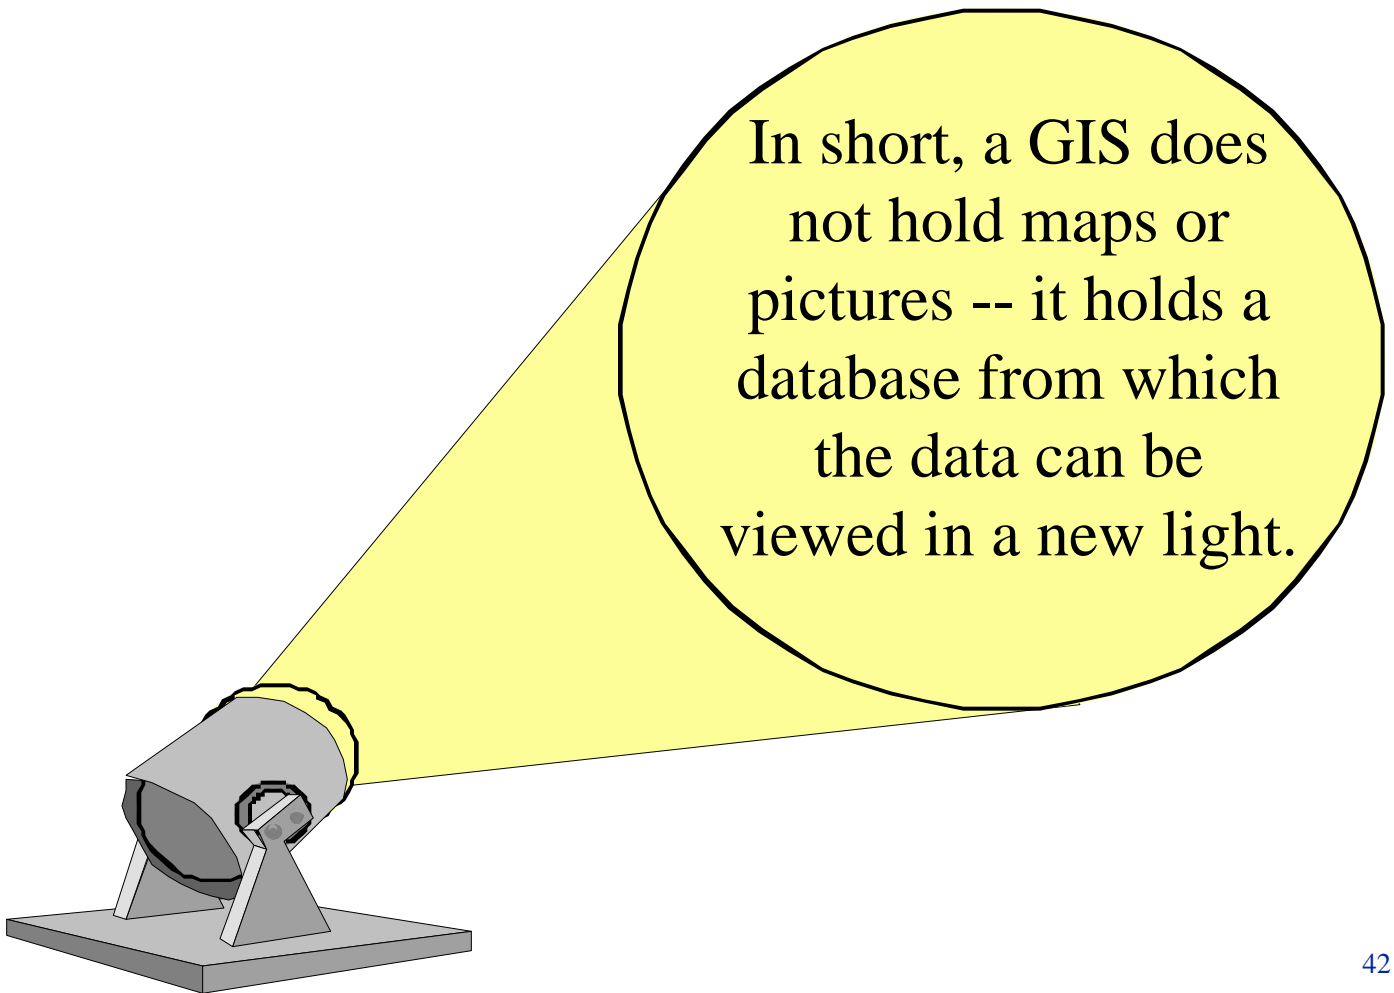 In short, a GIS does
not hold maps or
pictures -- it holds a
database from which
the data can be
viewed in a new light.
42